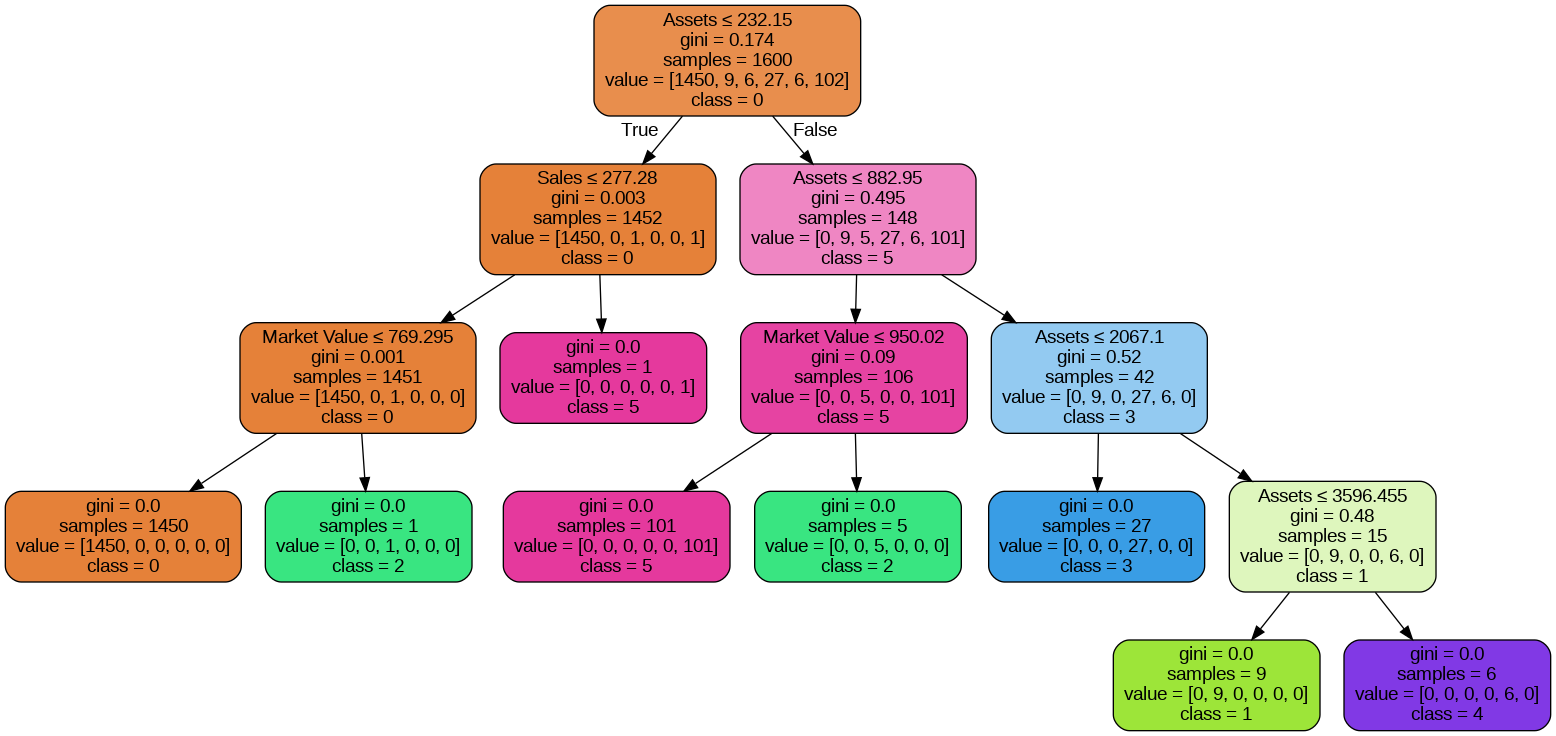 Assets ≤ 232.15
gini = 0.174
samples = 1600
value = [1450, 9, 6, 27, 6, 102]
class = 0
True
False
Sales ≤ 277.28
gini = 0.003
samples = 1452
value = [1450, 0, 1, 0, 0, 1]
class = 0
Assets ≤ 882.95
gini = 0.495
samples = 148
value = [0, 9, 5, 27, 6, 101]
class = 5
Market Value ≤ 769.295
gini = 0.001
samples = 1451
value = [1450, 0, 1, 0, 0, 0]
class = 0
gini = 0.0
samples = 1
value = [0, 0, 0, 0, 0, 1]
class = 5
Market Value ≤ 950.02
gini = 0.09
samples = 106
value = [0, 0, 5, 0, 0, 101]
class = 5
Assets ≤ 2067.1
gini = 0.52
samples = 42
value = [0, 9, 0, 27, 6, 0]
class = 3
gini = 0.0
samples = 1450
value = [1450, 0, 0, 0, 0, 0]
class = 0
gini = 0.0
samples = 1
value = [0, 0, 1, 0, 0, 0]
class = 2
gini = 0.0
samples = 101
value = [0, 0, 0, 0, 0, 101]
class = 5
gini = 0.0
samples = 5
value = [0, 0, 5, 0, 0, 0]
class = 2
gini = 0.0
samples = 27
value = [0, 0, 0, 27, 0, 0]
class = 3
Assets ≤ 3596.455
gini = 0.48
samples = 15
value = [0, 9, 0, 0, 6, 0]
class = 1
gini = 0.0
samples = 9
value = [0, 9, 0, 0, 0, 0]
class = 1
gini = 0.0
samples = 6
value = [0, 0, 0, 0, 6, 0]
class = 4